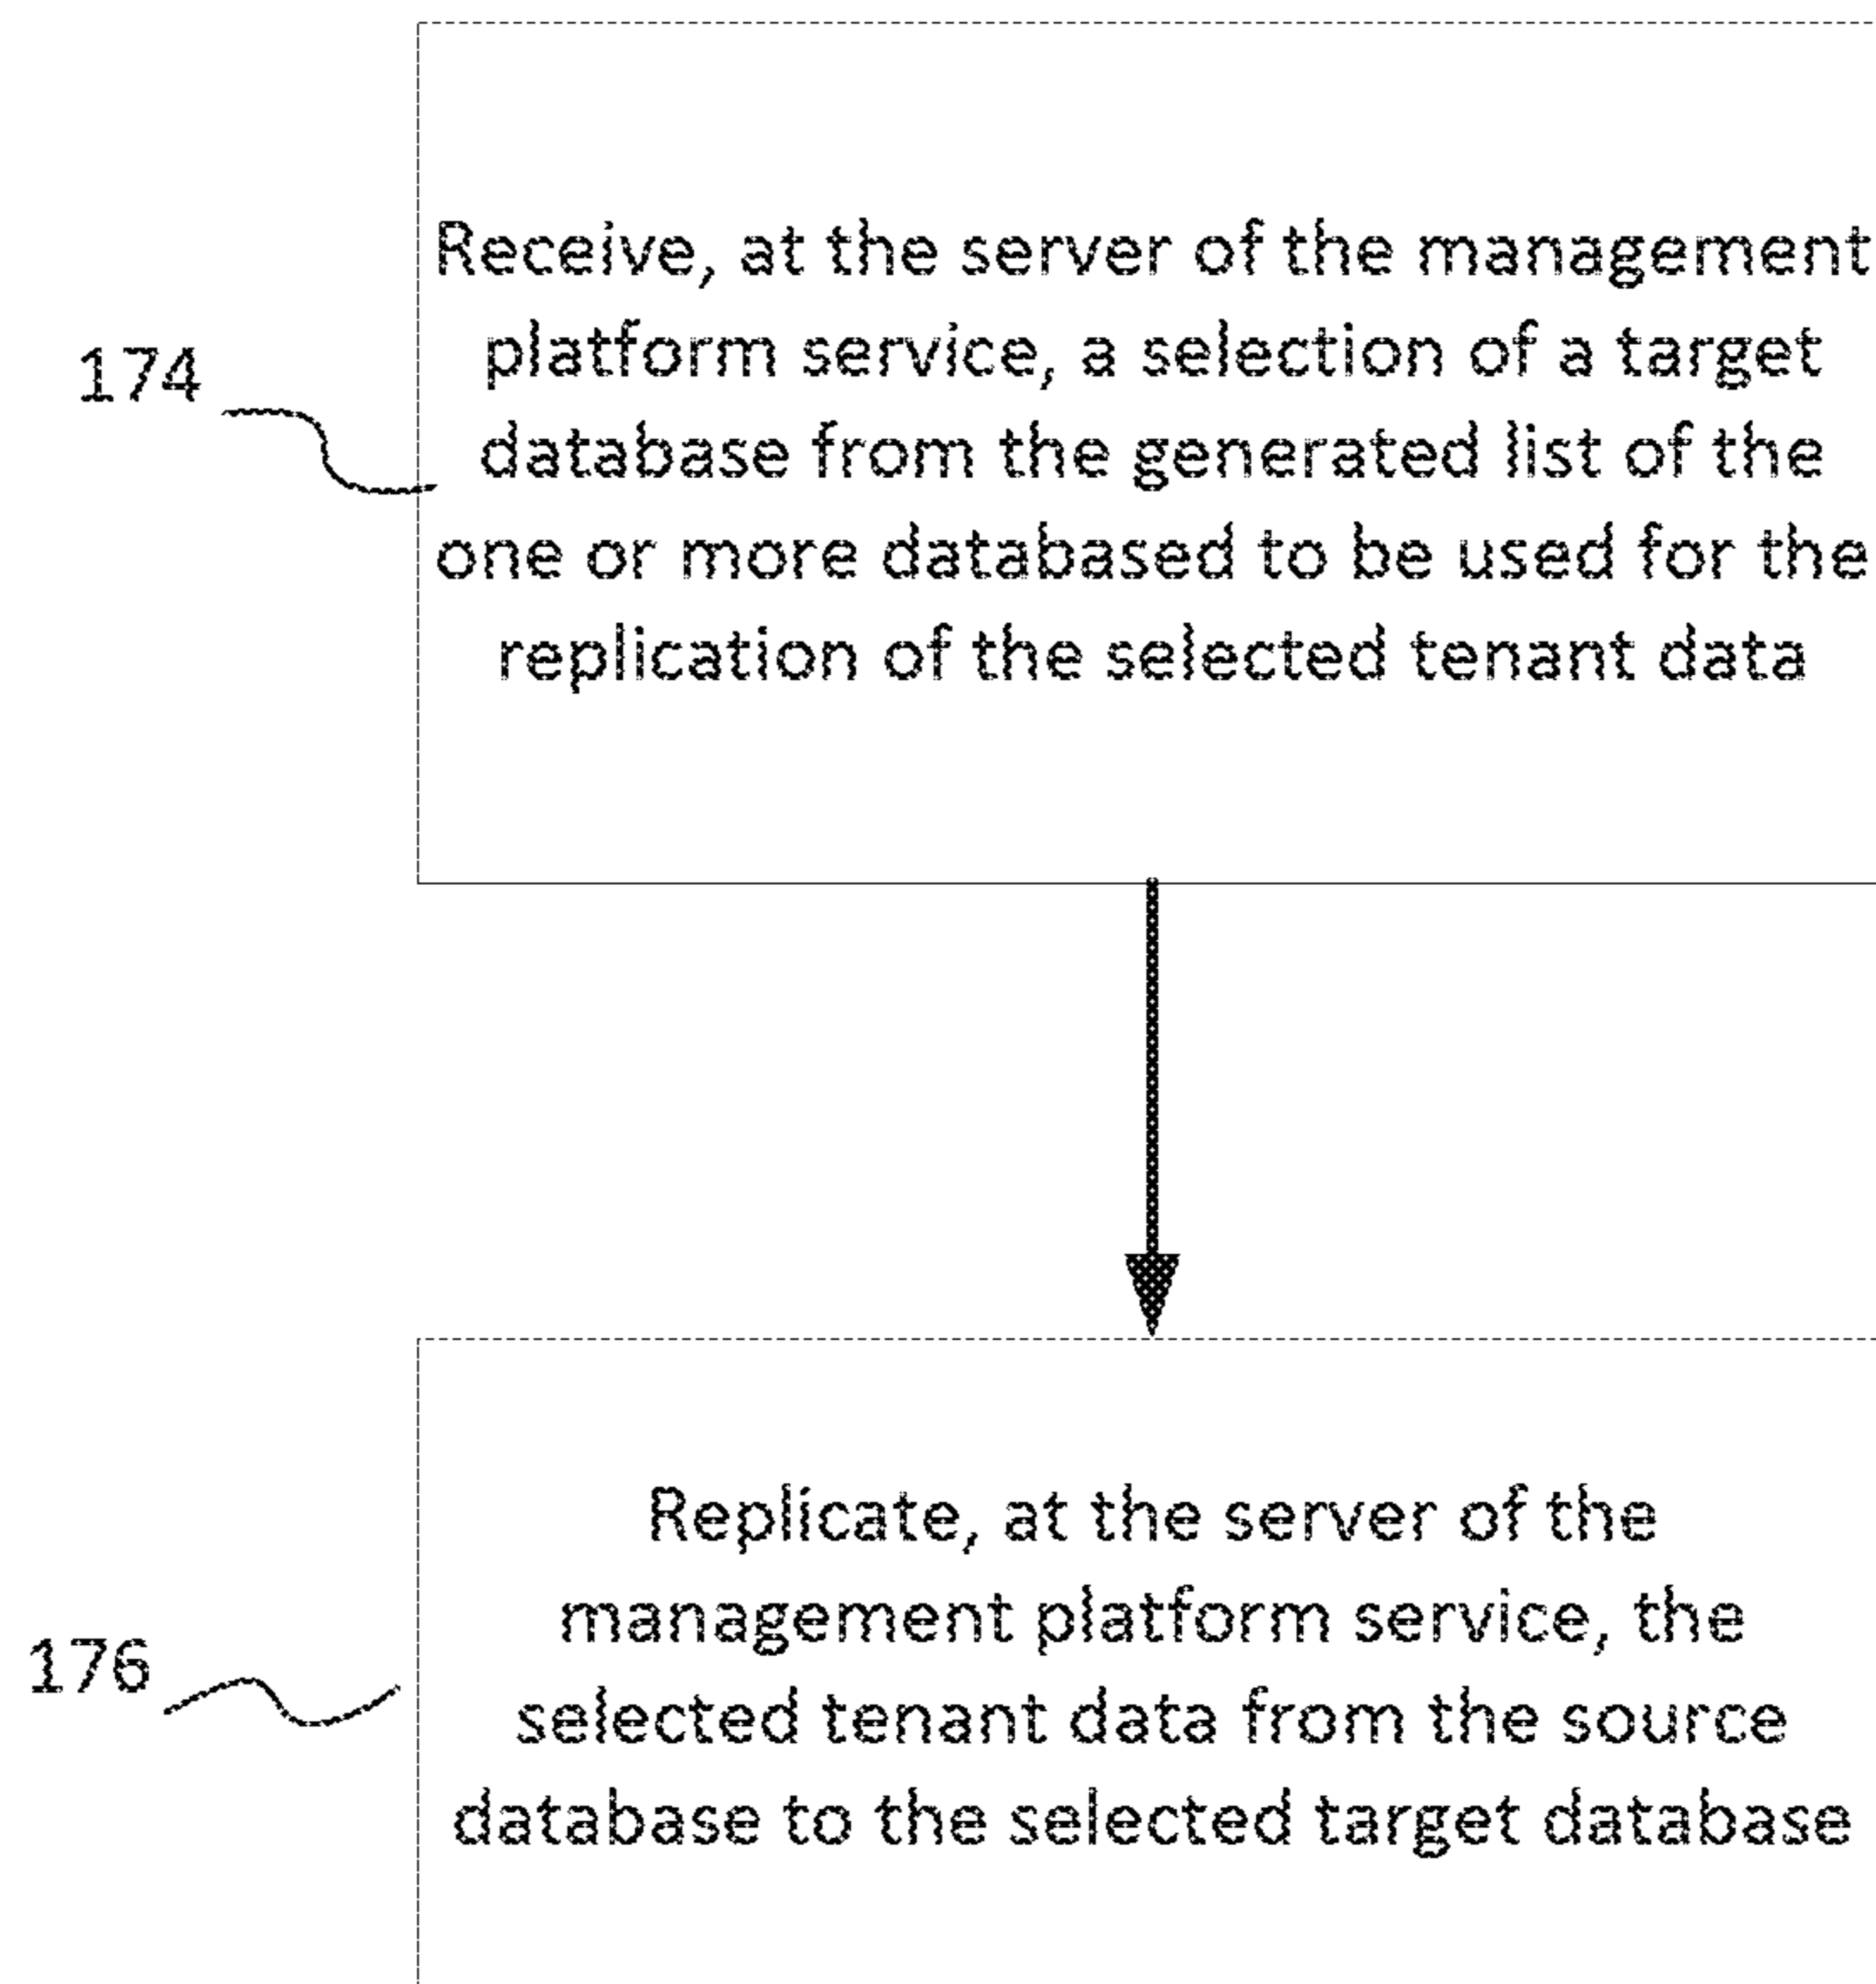 174
Receive, at the server of the management
platform service, a selection of a target
database from the generated list of the
one or more databased to be used for the
replication of the selected tenant data
176
Replicate, at the server of the
management platform service, the
selected tenant data from the source
database to the selected target database